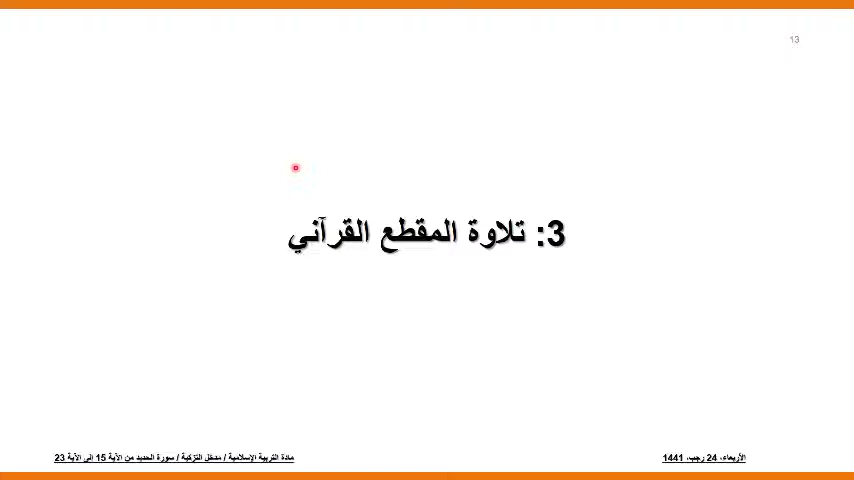 13
3: تلاوة المقطع القرآني
الأربعاء، 24 رجب، 1441
مادة التربية الإسلامية / مدخل التزكية / سورة الحديد من الآية 15 إلى الآية 23